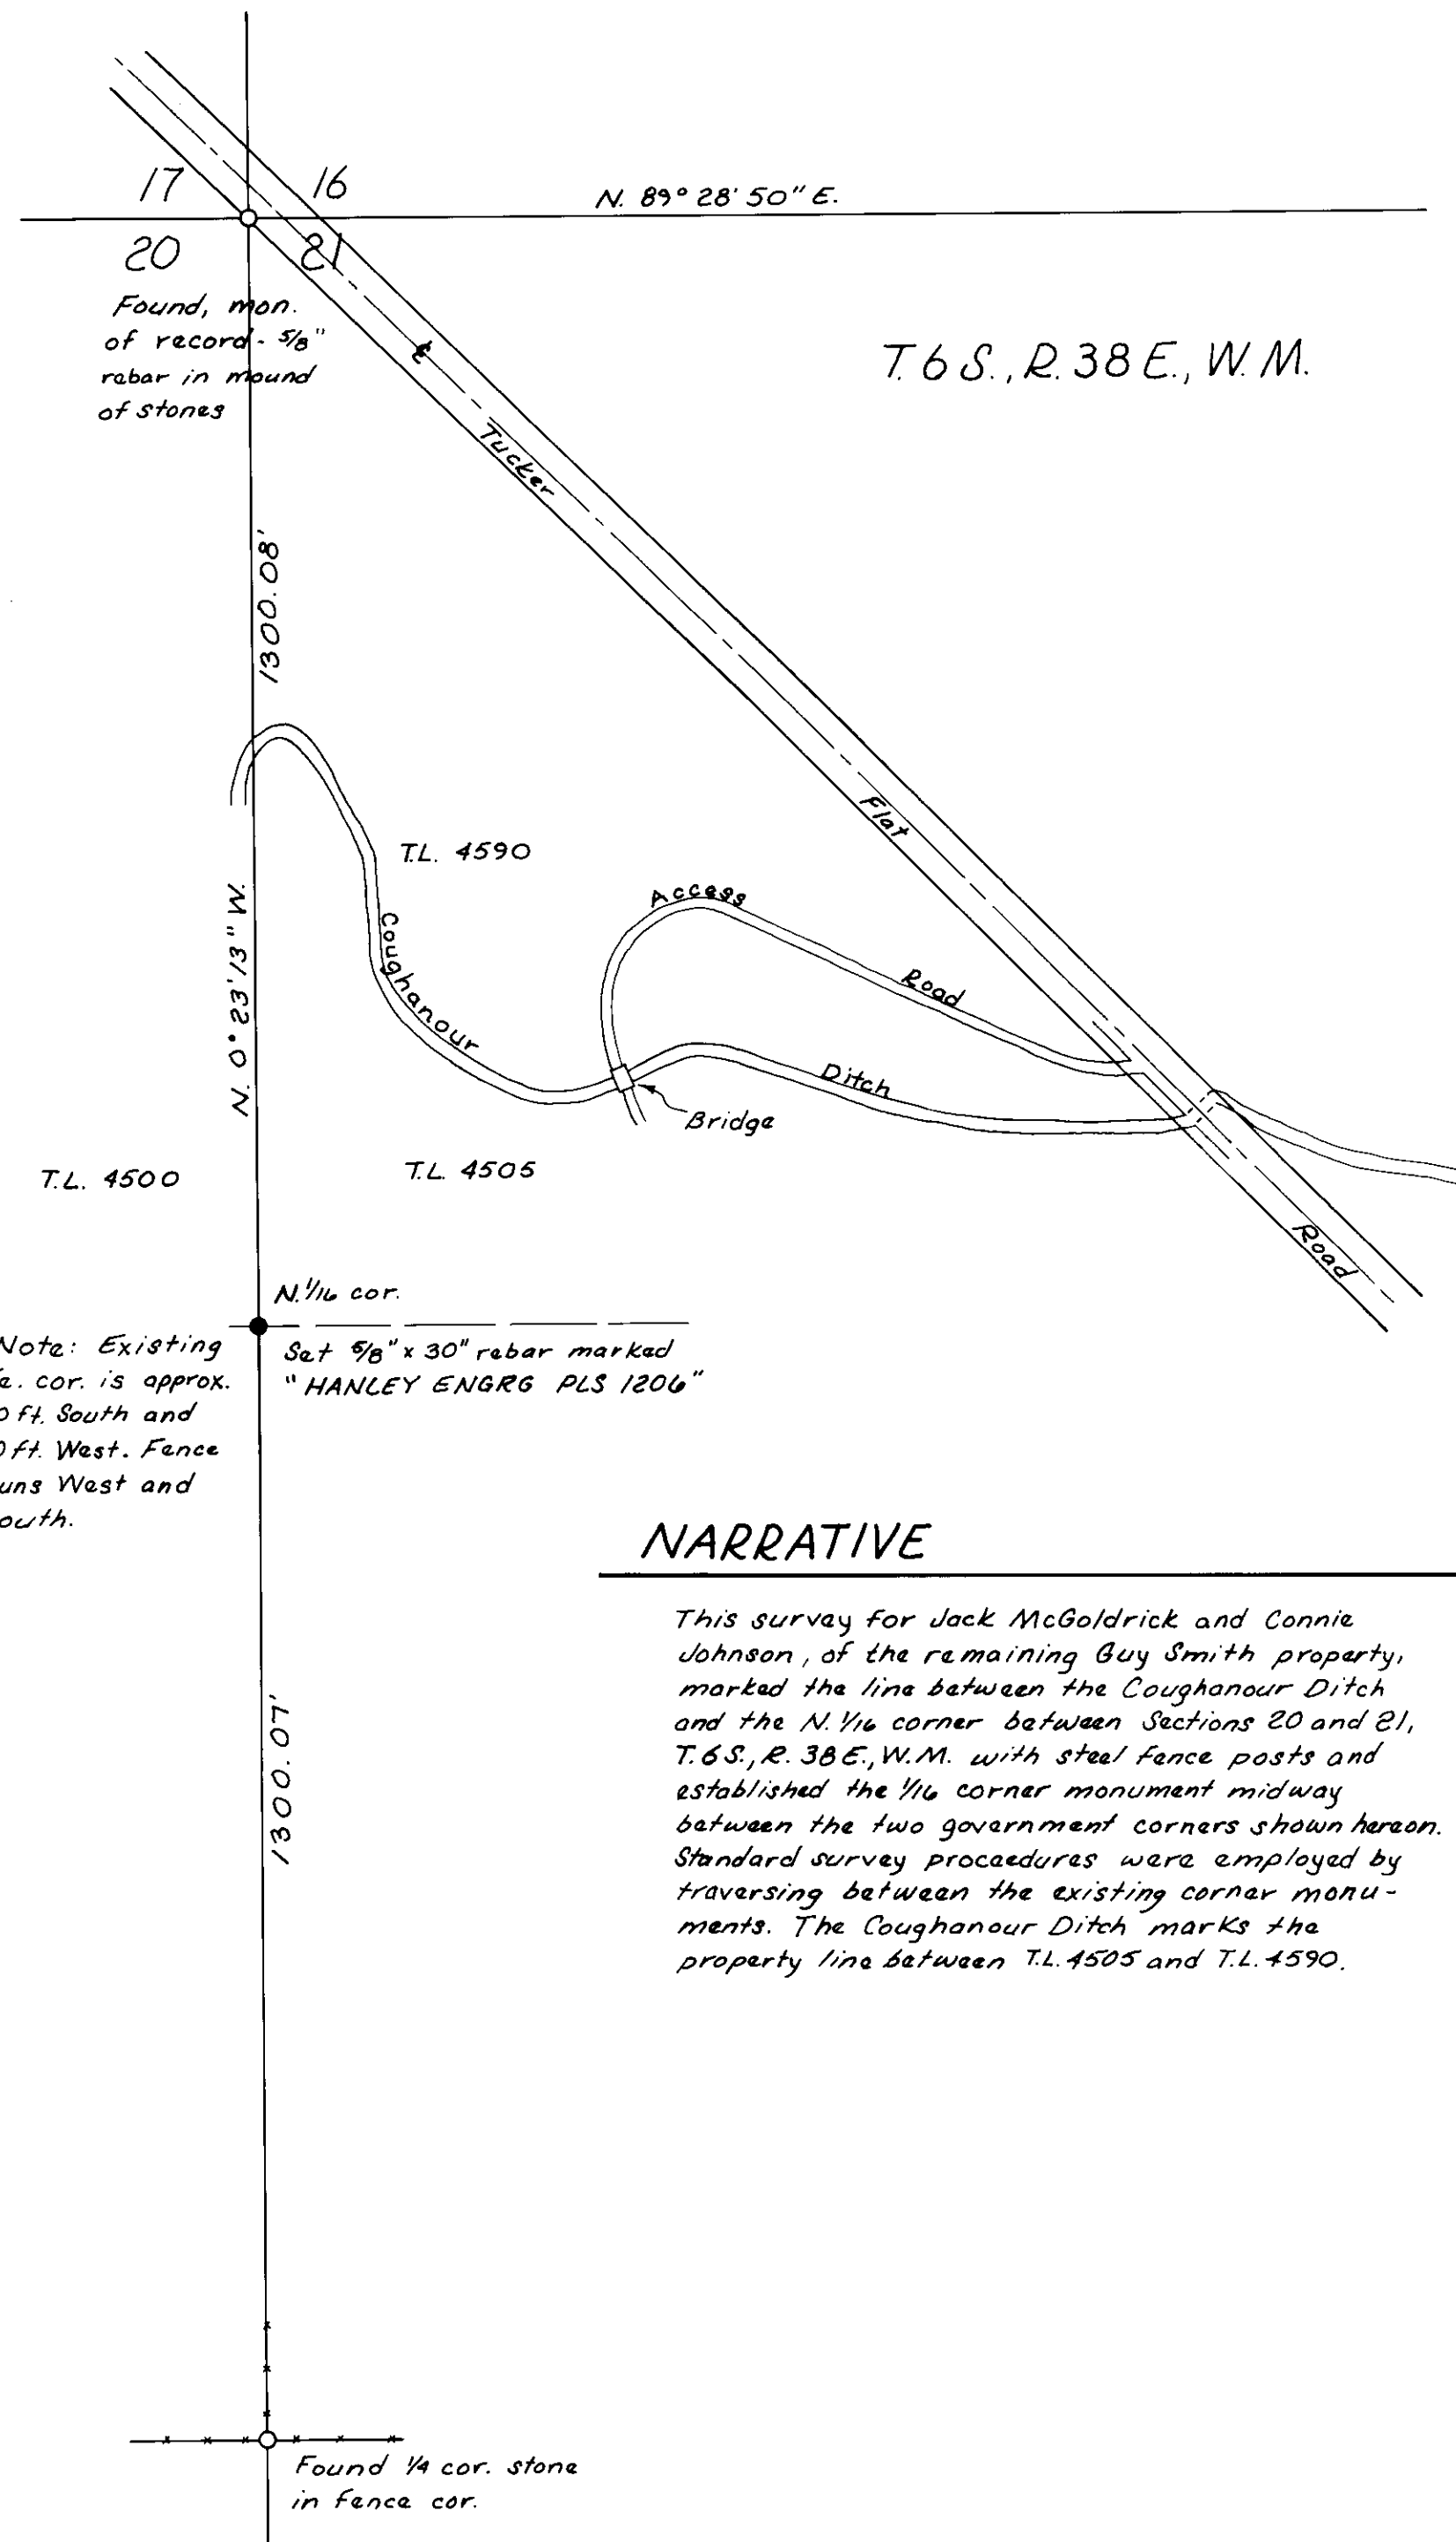 17
16
N. 89° 28' 50" E.
20
21
Found, mon.
of record - 5/8"
rebar in mound
of stones
T. 6 S., R. 38 E., W. M.
℄
Tucker
1300.08'
Flat
T.L. 4590
Access
Road
N. 0° 23' 13" W.
Coughanour
Ditch
Bridge
T.L. 4500
T.L. 4505
Road
N. 1/16 cor.
Set 5/8" x 30" rebar marked
"HANLEY ENGRG PLS 1206"
Note: Existing
cor. is approx.
ft. South and
ft. West. Fence
West and
NARRATIVE
This survey for Jack McGoldrick and Connie
Johnson, of the remaining Guy Smith property,
marked the line between the Coughanour Ditch
and the N. 1/16 corner between Sections 20 and 21,
T. 6 S., R. 38 E., W.M. with steel fence posts and
established the 1/16 corner monument midway
between the two government corners shown hereon.
Standard survey procaedures were employed by
traversing between the existing corner monu-
ments. The Coughanour Ditch marks the
property line between T.L. 4505 and T.L. 4590.
1300.07'
Found 1/4 cor. stone
in fence cor.